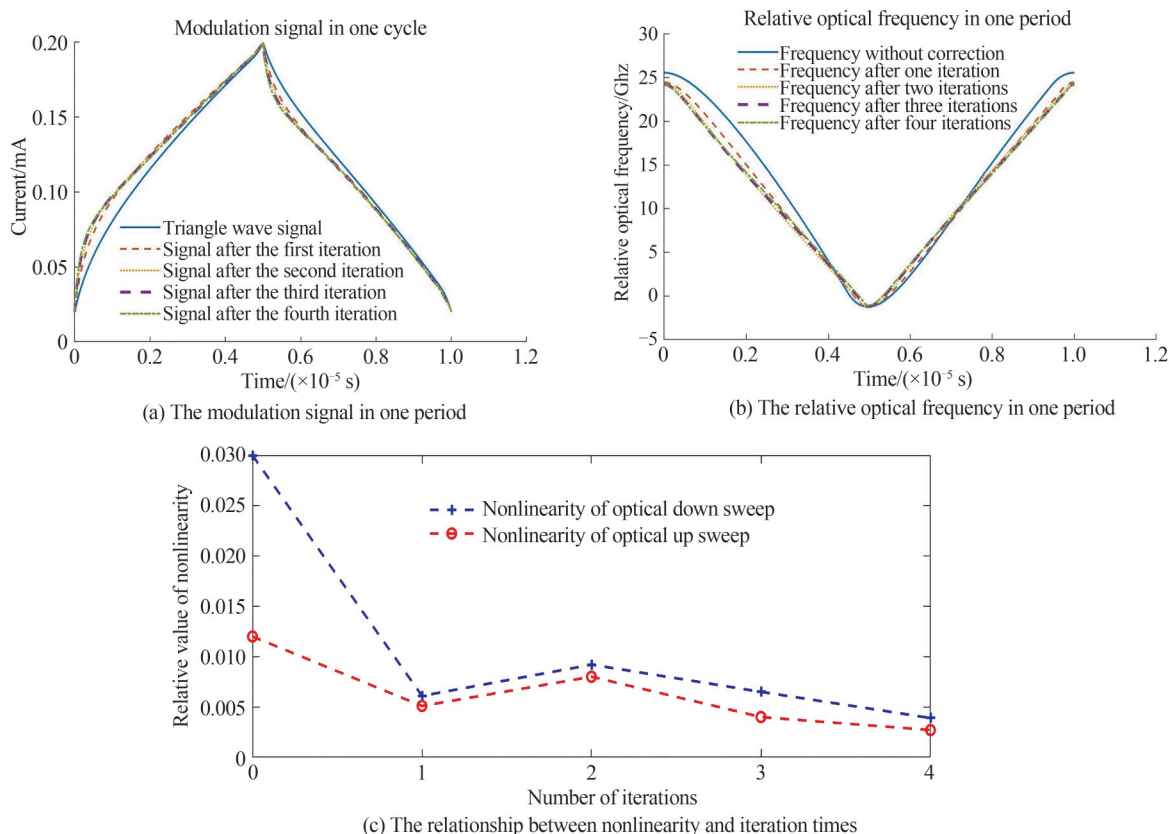 Modulation signal in one cycle
0.20
0.15
0.10
0.05
0
Current/mA
Triangle wave signal
Signal after the first iteration
Signal after the second iteration
Signal after the third iteration
Signal after the fourth iteration
0 0.2 0.4 0.6 0.8 1.0 1.2
Time/(×10⁻⁵ s)
(a) The modulation signal in one period
Relative optical frequency in one period
30
25
20
15
10
5
0
−5
Relative optical frequency/Ghz
Frequency without correction
Frequency after one iteration
Frequency after two iterations
Frequency after three iterations
Frequency after four iterations
0 0.2 0.4 0.6 0.8 1.0 1.2
Time/(×10⁻⁵ s)
(b) The relative optical frequency in one period
0.030
0.025
0.020
0.015
0.010
0.005
0
Relative value of nonlinearity
Nonlinearity of optical down sweep
Nonlinearity of optical up sweep
0 1 2 3 4
Number of iterations
(c) The relationship between nonlinearity and iteration times